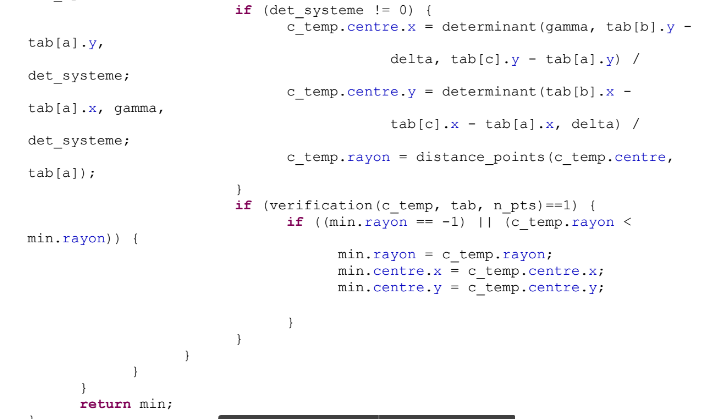 if (det_systeme != 0) {
c_temp.centre.x = determinant(gamma, tab[b].y -
tab[a].y,
delta, tab[c].y - tab[a].y) /
det_systeme;
c_temp.centre.y = determinant(tab[b].x -
tab[a].x, gamma,
tab[c].x - tab[a].x, delta) /
det_systeme;
c_temp.rayon = distance_points(c_temp.centre,
tab[a]);
}
if (verification(c_temp, tab, n_pts)==1) {
if ((min.rayon == -1) || (c_temp.rayon <
min.rayon)) {
min.rayon = c_temp.rayon;
min.centre.x = c_temp.centre.x;
min.centre.y = c_temp.centre.y;
}
}
}
}
}
return min;
}